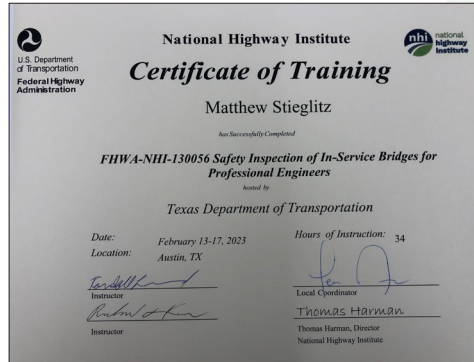 National Highway Institute
nhi national highway institute
U.S. Department
of Transportation
Federal Highway
Administration
Certificate of Training
Matthew Stieglitz
has Successfully Completed
FHWA-NHI-130056 Safety Inspection of In-Service Bridges for
Professional Engineers
hosted by
Texas Department of Transportation
Date: February 13-17, 2023
Hours of Instruction: 34
Location: Austin, TX
Instructor
Local Coordinator
Thomas Harman
Instructor
Thomas Harman, Director
National Highway Institute